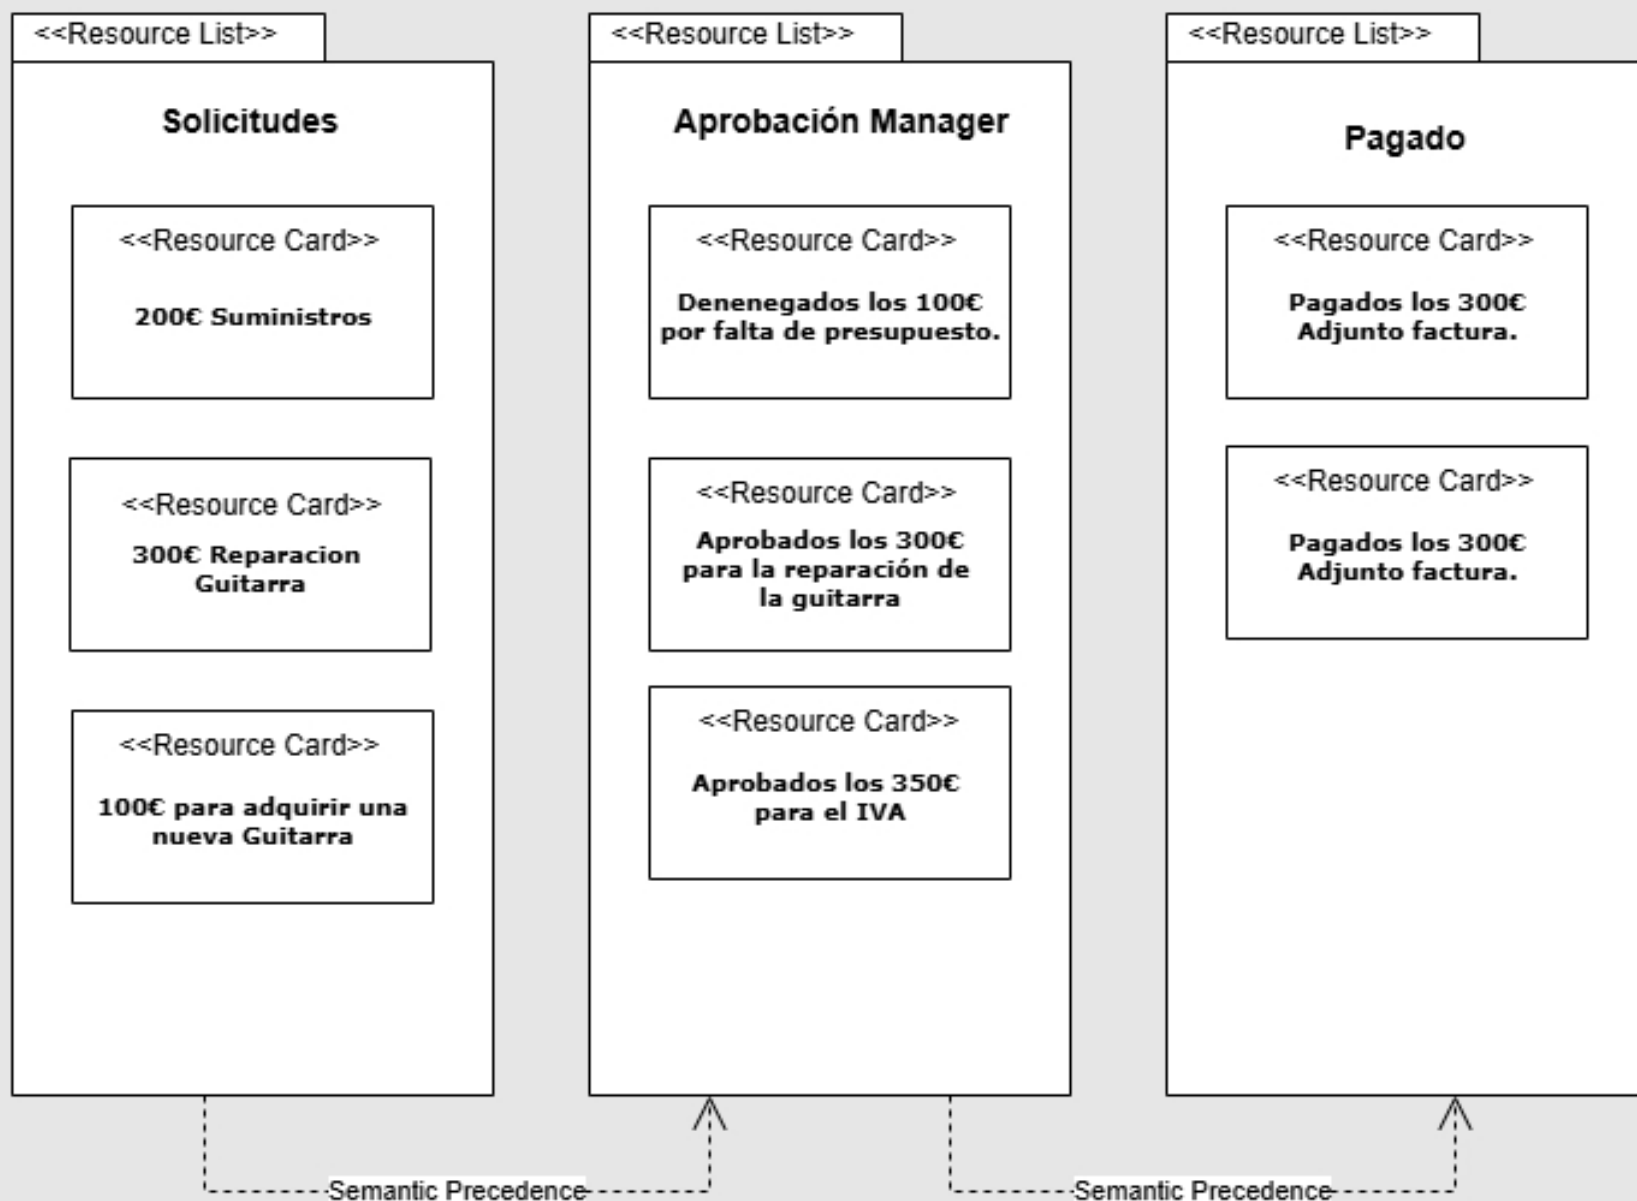 <<Resource List>>
Solicitudes
<<Resource Card>>
200€ Suministros
<<Resource Card>>
300€ Reparacion
Guitarra
<<Resource Card>>
100€ para adquirir una
nueva Guitarra
<<Resource List>>
Aprobación Manager
<<Resource Card>>
Denenegados los 100€
por falta de presupuesto.
<<Resource Card>>
Aprobados los 300€
para la reparación de
la guitarra
<<Resource Card>>
Aprobados los 350€
para el IVA
<<Resource List>>
Pagado
<<Resource Card>>
Pagados los 300€
Adjunto factura.
<<Resource Card>>
Pagados los 300€
Adjunto factura.
Semantic Precedence
Semantic Precedence